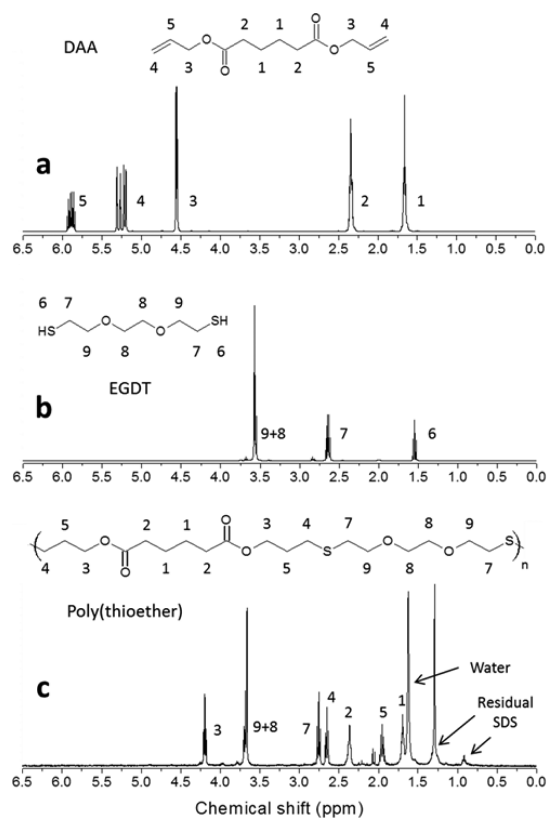 5 2 1 O 3 4
DAA
O
O
4 3 O 1 2 5
a
5 4 3 2 1
6.5 6.0 5.5 5.0 4.5 4.0 3.5 3.0 2.5 2.0 1.5 1.0 0.5 0.0
6 7 8 9
O SH
HS O
9 8 7 6
EGDT
b
9+8 7 6
6.5 6.0 5.5 5.0 4.5 4.0 3.5 3.0 2.5 2.0 1.5 1.0 0.5 0.0
5 2 1 O 3 4 7 8 9
O O S
O O S O n
4 3 1 2 5 9 8 7
Poly(thioether)
Water
c
Residual
SDS
3 9+8 7 4 2 5 1
6.5 6.0 5.5 5.0 4.5 4.0 3.5 3.0 2.5 2.0 1.5 1.0 0.5 0.0
Chemical shift (ppm)